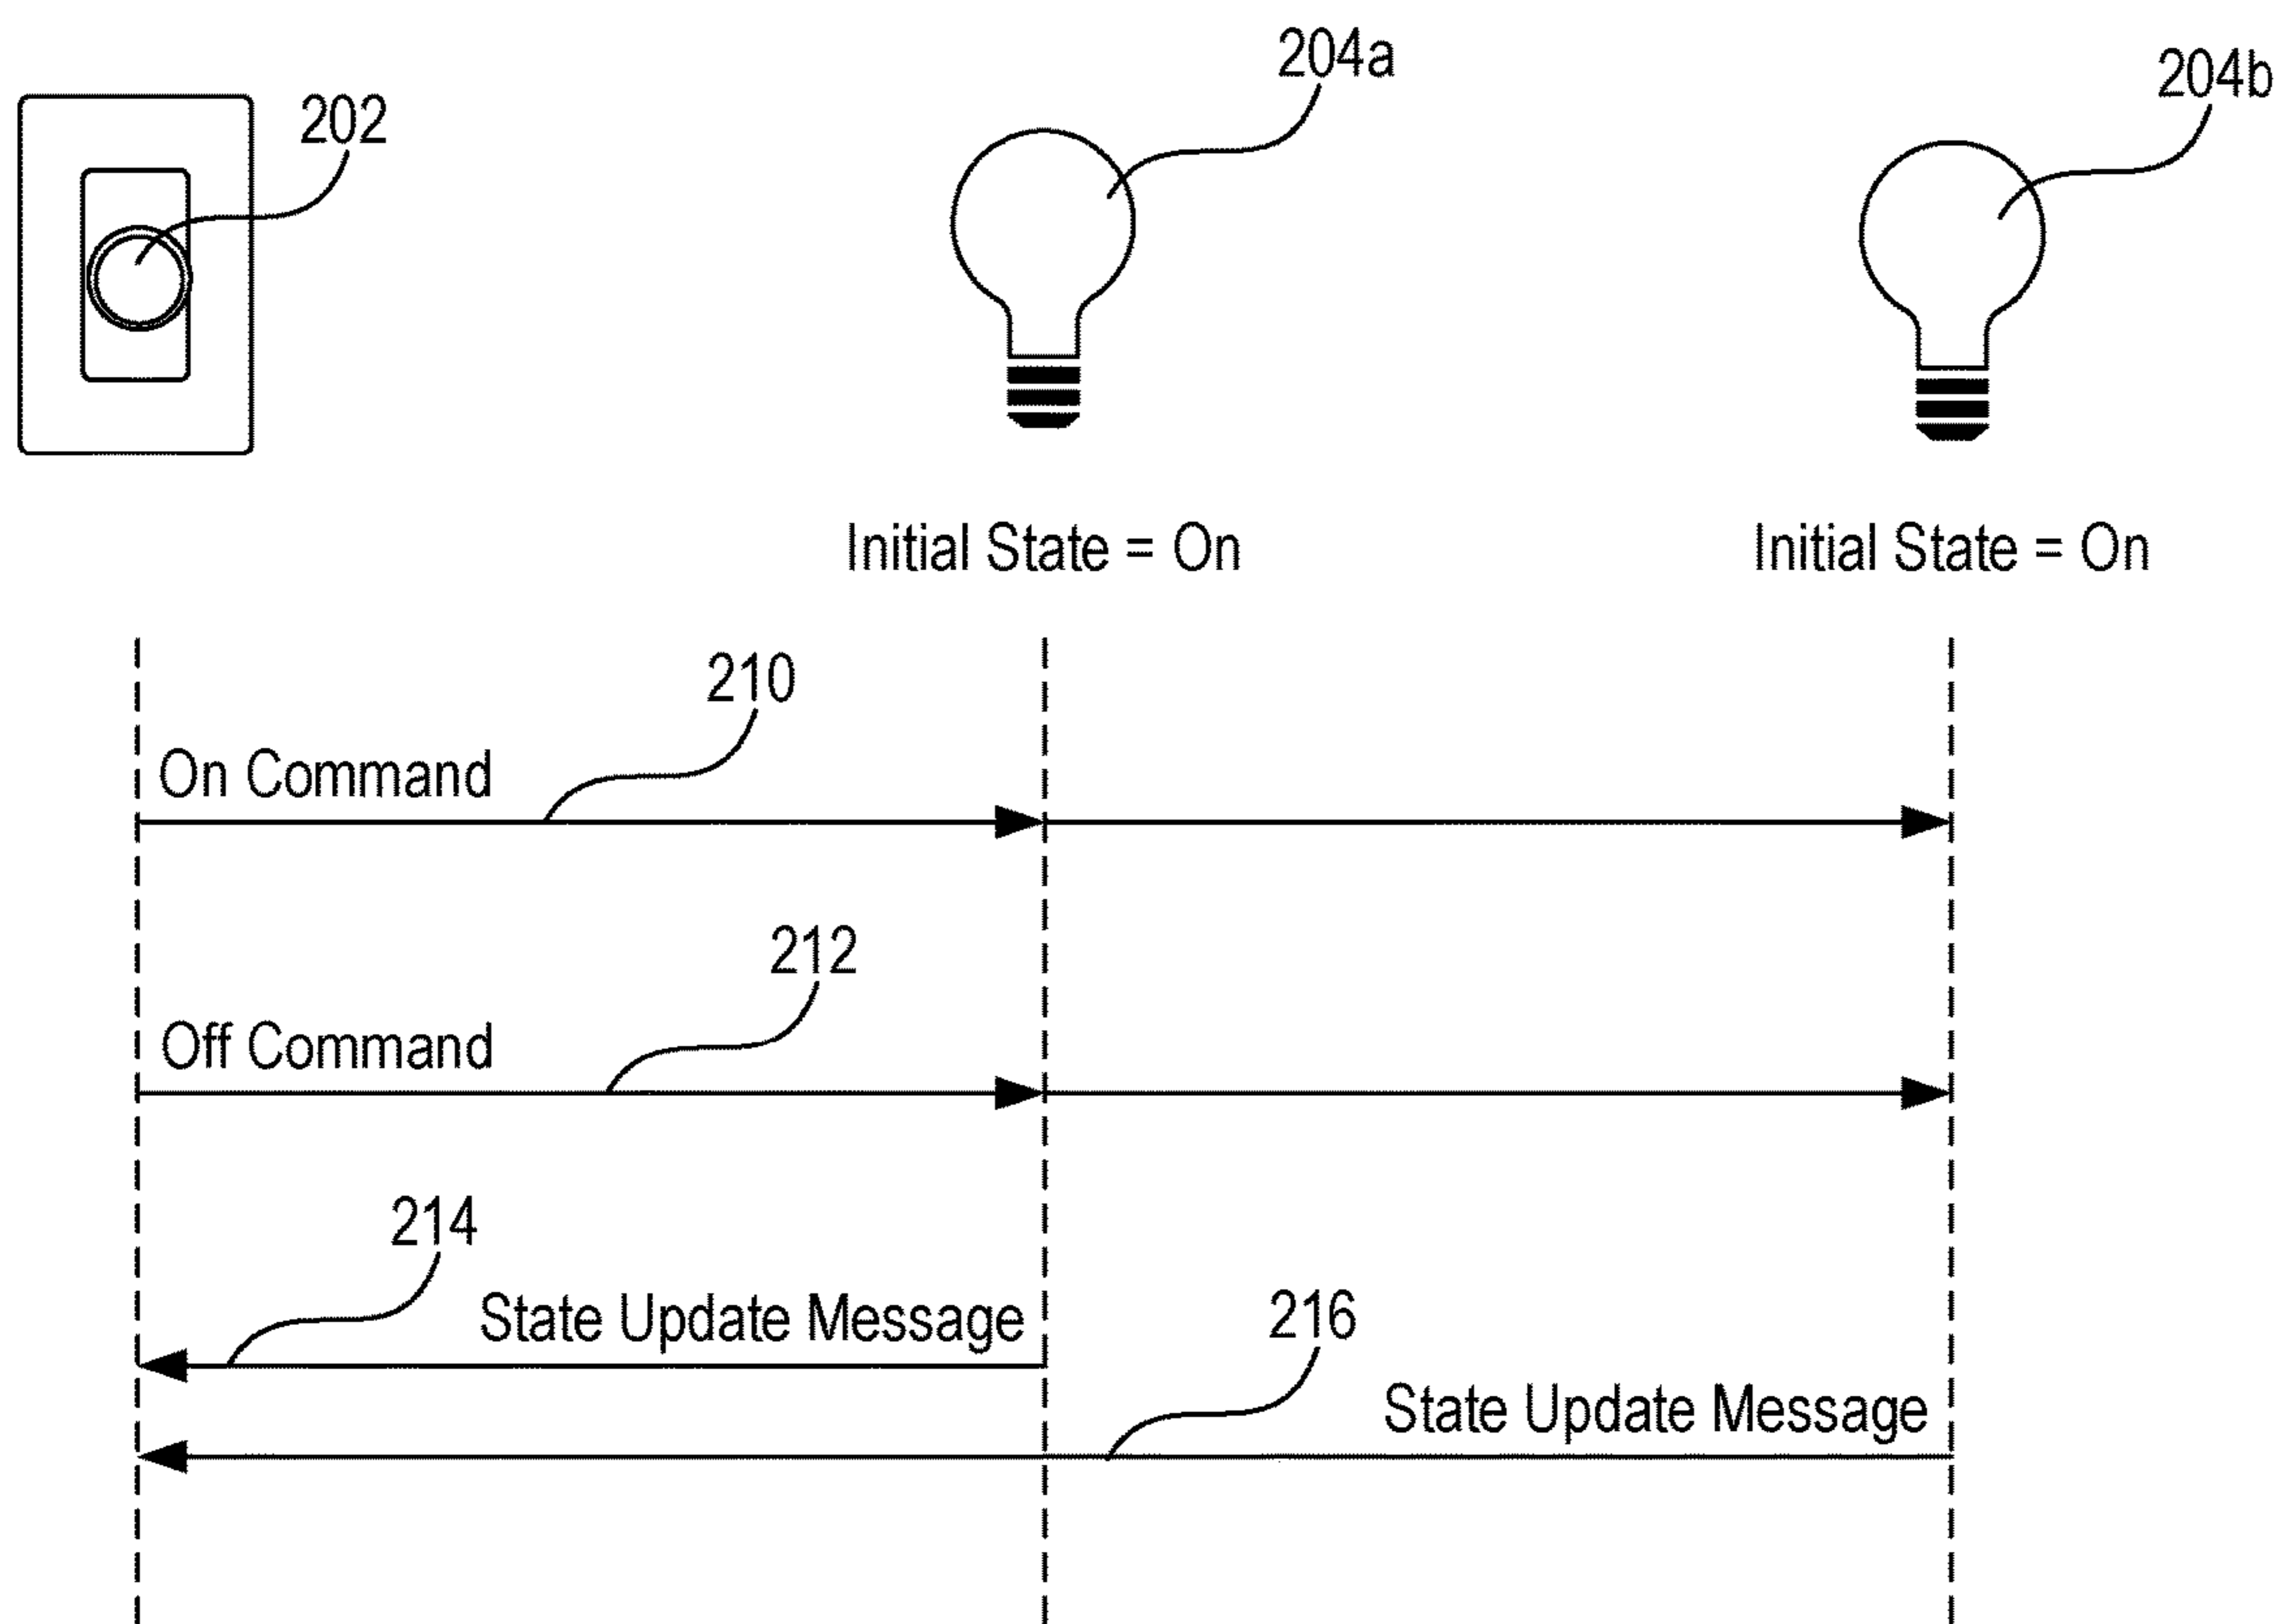 204a
204b
202
Initial State = On
Initial State = On
210
On Command
212
Off Command
214
State Update Message
216
State Update Message